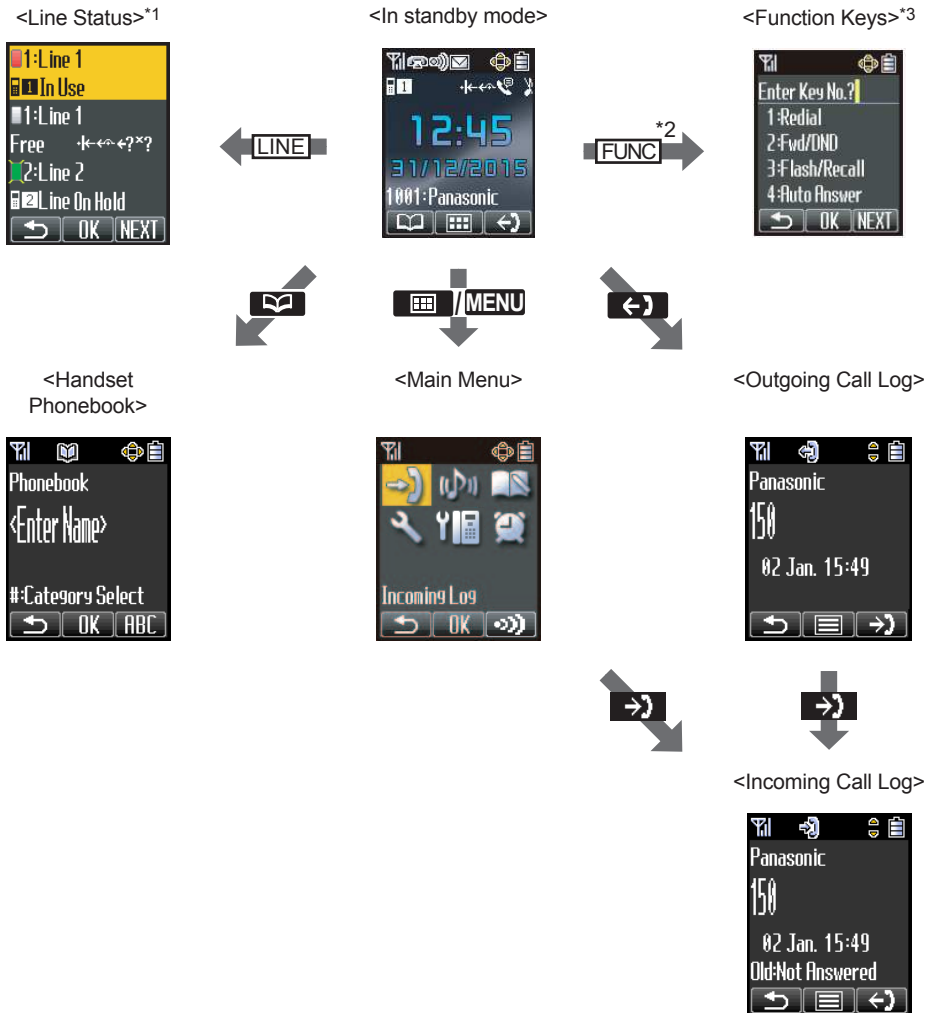 <Line Status>*1
<In standby mode>
<Function Keys>*3
1:Line 1
1 In Use
1:Line 1
Free
2:Line 2
2 Line On Hold
OK NEXT
LINE
1
12:45
31/12/2015
1001:Panasonic
*2
FUNC
Enter Key No.?
1:Redial
2:Fwd/DND
3:Flash/Recall
4:Auto Answer
OK NEXT
/MENU
<Handset
Phonebook>
<Main Menu>
<Outgoing Call Log>
Phonebook
<Enter Name>
#:Category Select
OK ABC
Incoming Log
OK
Panasonic
150
02 Jan. 15:49
<Incoming Call Log>
Panasonic
150
02 Jan. 15:49
Old:Not Answered